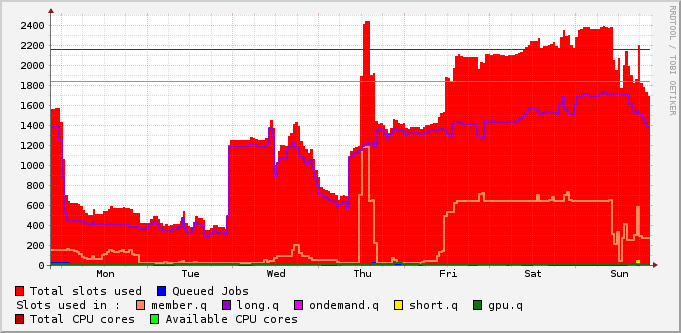 RRDTOOL / TOBI OETIKER
2400
2200
2000
1800
1600
1400
1200
1000
800
600
400
200
0
Mon Tue Wed Thu Fri Sat Sun
Total slots used Queued Jobs
Slots used in : member.q long.q ondemand.q short.q gpu.q
Total CPU cores Available CPU cores